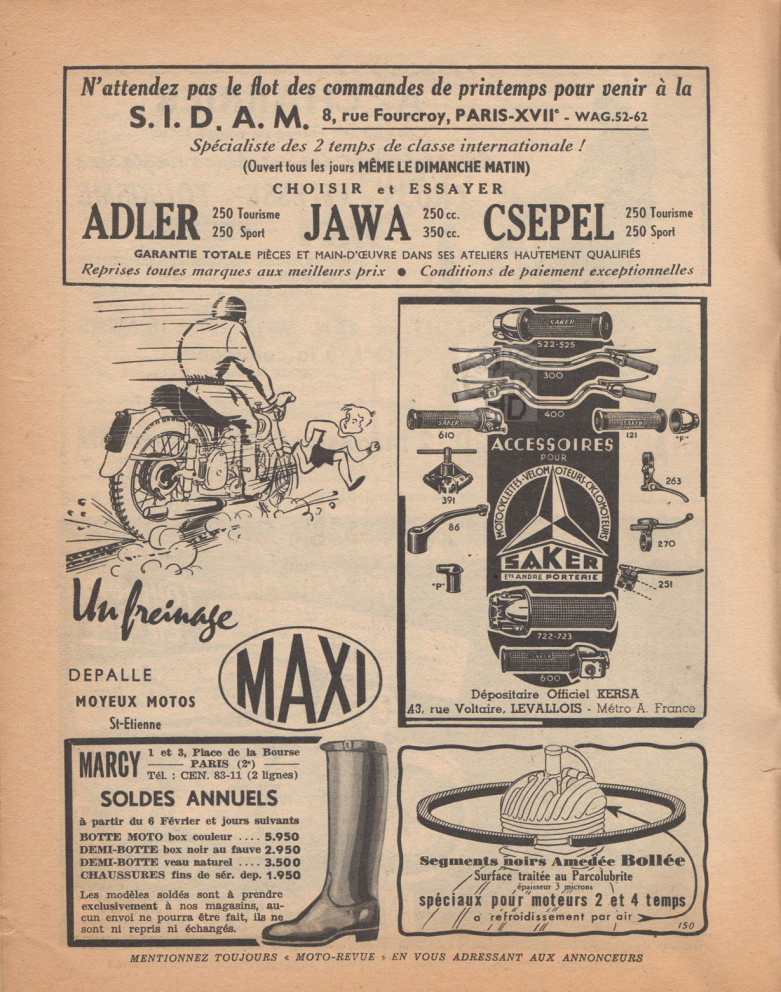 N'attendez pas le flot des commandes de printemps pour venir à la
S. I. D. A. M. 8, rue Fourcroy, PARIS-XVIIe - WAG.52-62
Spécialiste des 2 temps de classe internationale !
(Ouvert tous les jours MÊME LE DIMANCHE MATIN)
CHOISIR et ESSAYER
ADLER 250 Tourisme 250 Sport JAWA 250 cc. 350 cc. CSEPEL 250 Tourisme 250 Sport
GARANTIE TOTALE PIÈCES ET MAIN-D'ŒUVRE DANS SES ATELIERS HAUTEMENT QUALIFIÉS
Reprises toutes marques aux meilleurs prix ● Conditions de paiement exceptionnelles
Un freinage
MAXI
DEPALLE
MOYEUX MOTOS
St-Etienne
SAKER
522-525
300
400
SAKER
610
SAKER
121
"F"
ACCESSOIRES
POUR
MOTOCYCLETTES-VELOMOTEURS-CYCLOMOTEURS
391
263
86
270
SAKER
Ets ANDRE PORTERIE
"P"
251
722-723
SAKER
600
Dépositaire Officiel KERSA
43, rue Voltaire, LEVALLOIS - Métro A. France
MARCY
1 et 3, Place de la Bourse
PARIS (2e)
Tél. : CEN. 83-11 (2 lignes)
SOLDES ANNUELS
à partir du 6 Février et jours suivants
BOTTE MOTO box couleur .... 5.950
DEMI-BOTTE box noir au fauve 2.950
DEMI-BOTTE veau naturel .... 3.500
CHAUSSURES fins de sér. dep. 1.950
Les modèles soldés sont à prendre
exclusivement à nos magasins, au-
cun envoi ne pourra être fait, ils ne
sont ni repris ni échangés.
Segments noirs Amedée Bollée
Surface traitée au Parcolubrite
épaisseur 3 microns
spéciaux pour moteurs 2 et 4 temps
a refroidissement par air
150
MENTIONNEZ TOUJOURS « MOTO-REVUE » EN VOUS ADRESSANT AUX ANNONCEURS